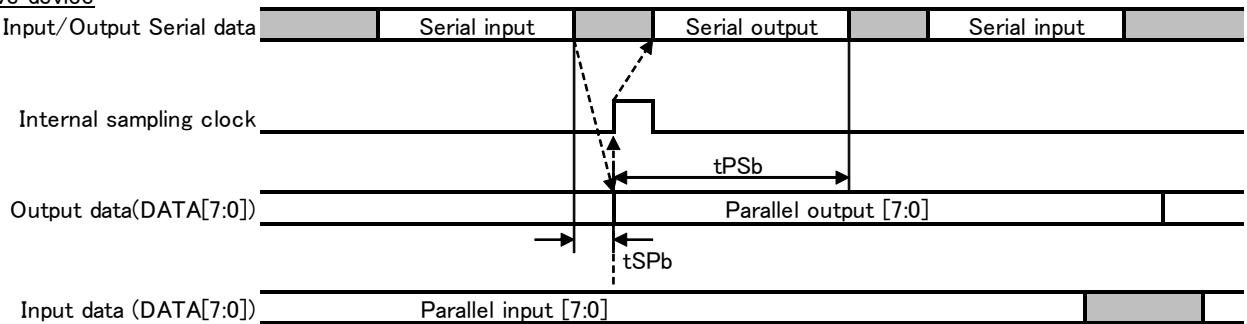 device
Input/Output Serial data Serial input Serial output Serial input
Internal sampling clock
tPSb
Output data(DATA[7:0]) Parallel output [7:0]
tSPb
Input data (DATA[7:0]) Parallel input [7:0]